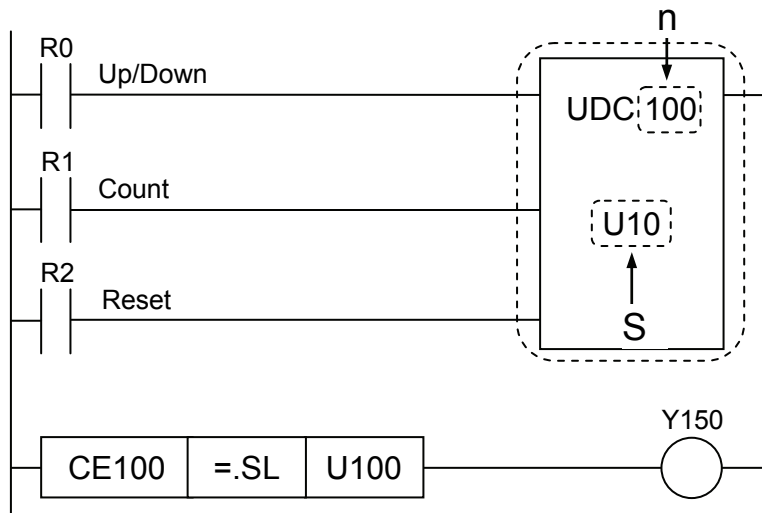 n
R0
Up/Down
UDC 100
R1
Count
U10
R2
Reset
S
Y150
CE100 =.SL U100